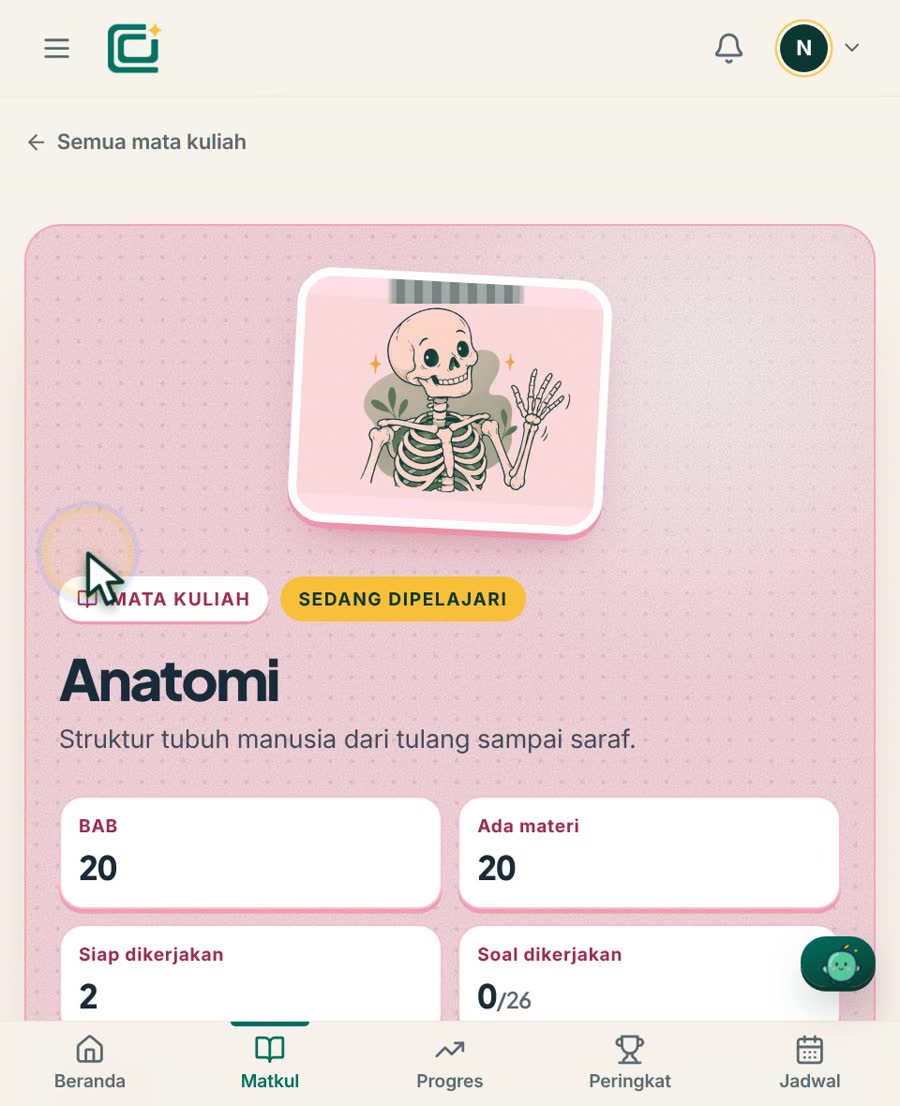 N
Semua mata kuliah
MATA KULIAH
SEDANG DIPELAJARI
Anatomi
Struktur tubuh manusia dari tulang sampai saraf.
BAB
20
Ada materi
20
Siap dikerjakan
2
Soal dikerjakan
0/26
Beranda
Matkul
Progres
Peringkat
Jadwal